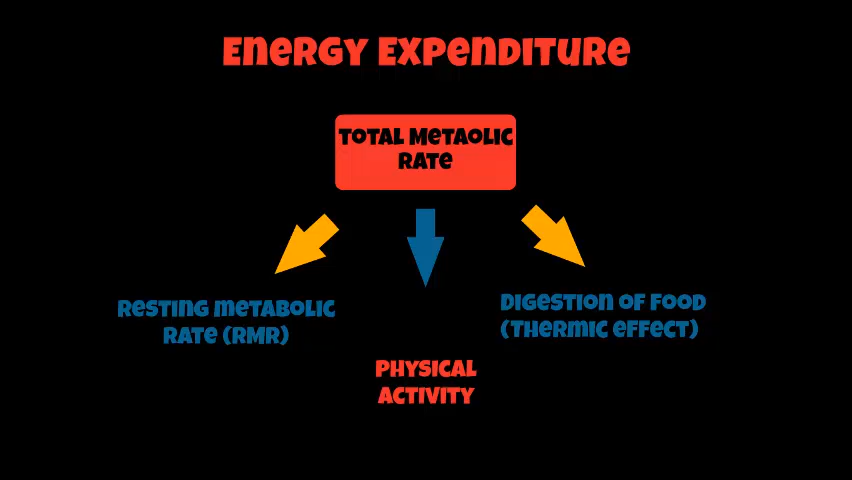 Energy Expenditure
Total Metaolic
Rate
Resting metabolic
Rate (RMR)
Digestion of food
(Thermic effect)
Physical
Activity